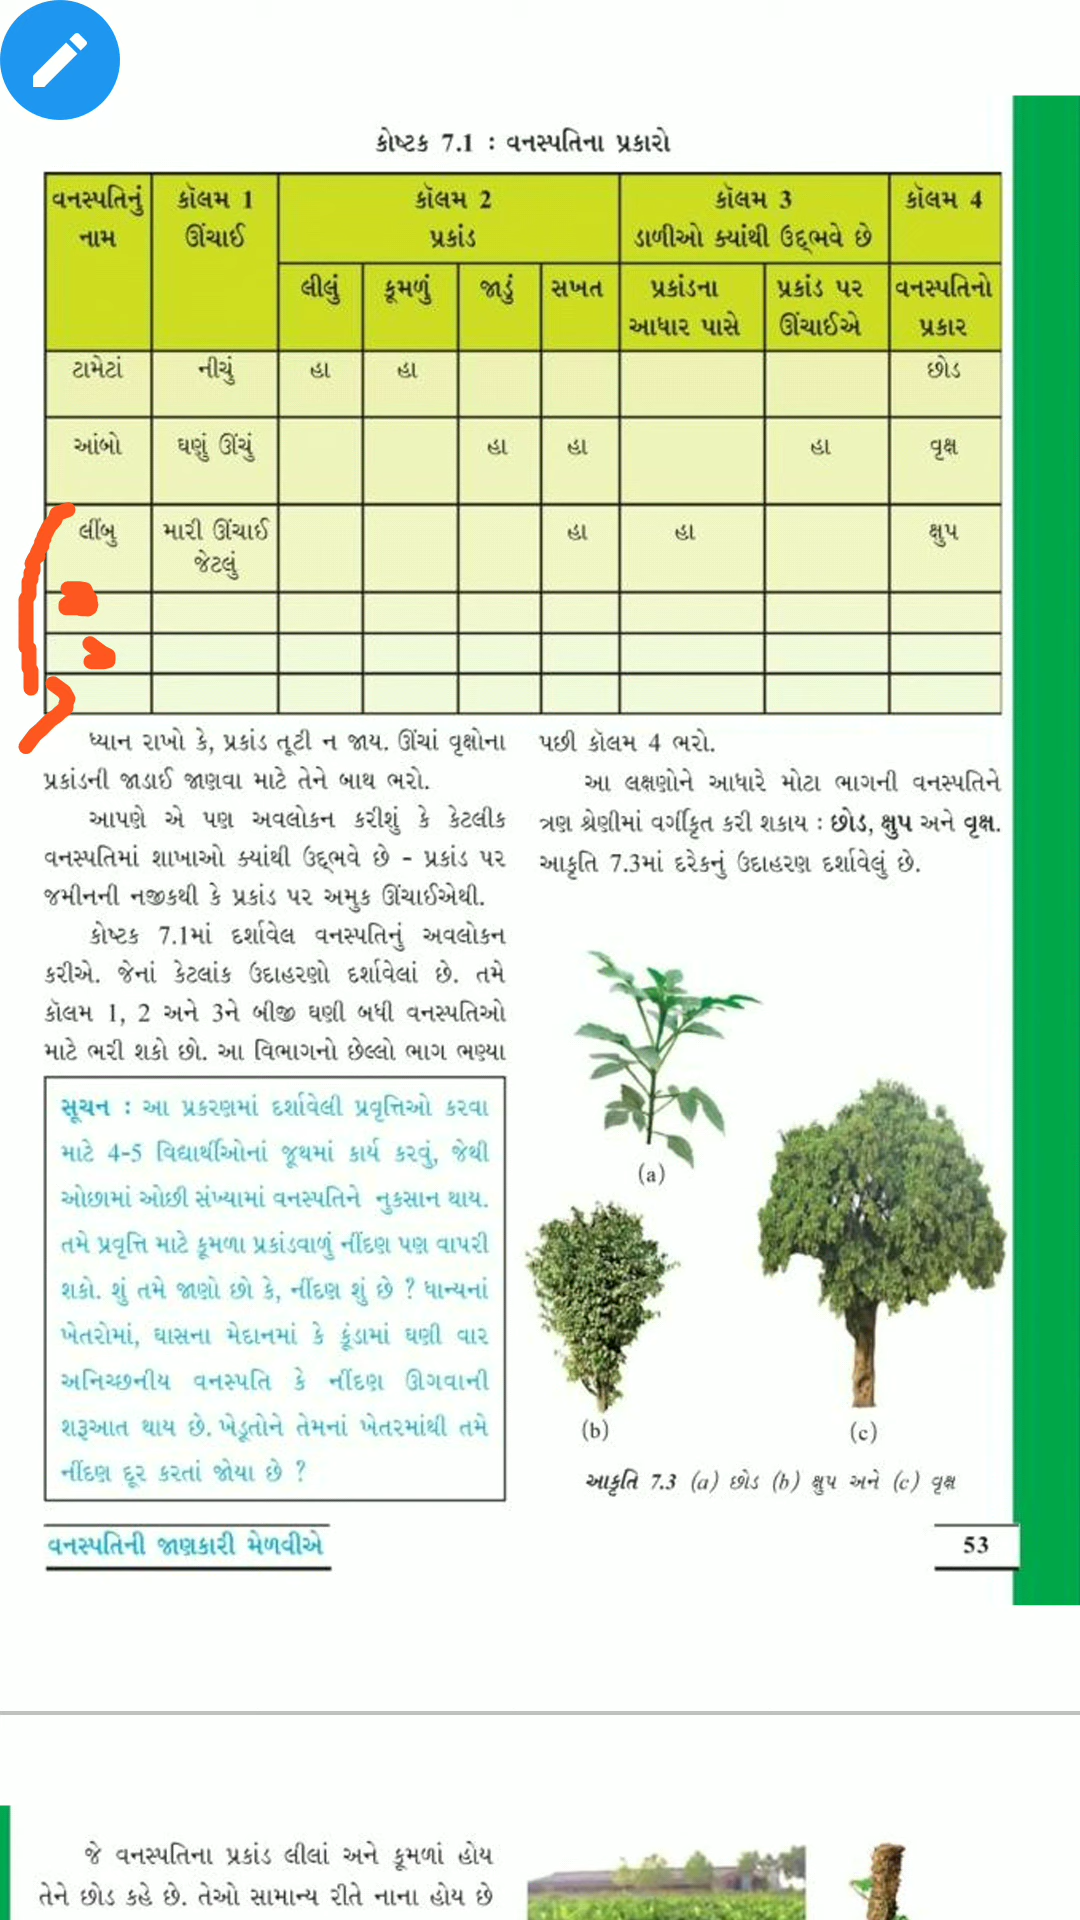 કોષ્ટક 7.1 : વનસ્પતિના પ્રકારો
વનસ્પતિનું નામ કૉલમ 1 ઊંચાઈ કૉલમ 2 પ્રકાંડ કૉલમ 3 ડાળીઓ ક્યાંથી ઉદ્ભવે છે કૉલમ 4
લીલું કૂમળું જાડું સખત પ્રકાંડના આધાર પાસે પ્રકાંડ પર ઊંચાઈએ વનસ્પતિનો પ્રકાર
ટામેટાં નીચું હા હા છોડ
આંબો ઘણું ઊંચું હા હા હા વૃક્ષ
લીંબુ મારી ઊંચાઈ જેટલું હા હા ક્ષુપ
ધ્યાન રાખો કે, પ્રકાંડ તૂટી ન જાય. ઊંચાં વૃક્ષોના
પ્રકાંડની જાડાઈ જાણવા માટે તેને બાથ ભરો.
આપણે એ પણ અવલોકન કરીશું કે કેટલીક
વનસ્પતિમાં શાખાઓ ક્યાંથી ઉદ્ભવે છે - પ્રકાંડ પર
જમીનની નજીકથી કે પ્રકાંડ પર અમુક ઊંચાઈએથી.
કોષ્ટક 7.1માં દર્શાવેલ વનસ્પતિનું અવલોકન
કરીએ. જેનાં કેટલાંક ઉદાહરણો દર્શાવેલાં છે. તમે
કૉલમ 1, 2 અને 3ને બીજી ઘણી બધી વનસ્પતિઓ
માટે ભરી શકો છો. આ વિભાગનો છેલ્લો ભાગ ભણ્યા
પછી કૉલમ 4 ભરો.
આ લક્ષણોને આધારે મોટા ભાગની વનસ્પતિને
ત્રણ શ્રેણીમાં વર્ગીકૃત કરી શકાય : છોડ, ક્ષુપ અને વૃક્ષ.
આકૃતિ 7.3માં દરેકનું ઉદાહરણ દર્શાવેલું છે.
સૂચન : આ પ્રકરણમાં દર્શાવેલી પ્રવૃત્તિઓ કરવા
માટે 4-5 વિદ્યાર્થીઓનાં જૂથમાં કાર્ય કરવું, જેથી
ઓછામાં ઓછી સંખ્યામાં વનસ્પતિને નુકસાન થાય.
તમે પ્રવૃત્તિ માટે કૂમળા પ્રકાંડવાળું નીંદણ પણ વાપરી
શકો. શું તમે જાણો છો કે, નીંદણ શું છે ? ધાન્યનાં
ખેતરોમાં, ઘાસના મેદાનમાં કે કૂંડામાં ઘણી વાર
અનિચ્છનીય વનસ્પતિ કે નીંદણ ઊગવાની
શરૂઆત થાય છે. ખેડૂતોને તેમનાં ખેતરમાંથી તમે
નીંદણ દૂર કરતાં જોયા છે ?
(a)
(b)
(c)
આકૃતિ 7.3 (a) છોડ (b) ક્ષુપ અને (c) વૃક્ષ
વનસ્પતિની જાણકારી મેળવીએ
53
જે વનસ્પતિના પ્રકાંડ લીલાં અને કૂમળાં હોય
તેને છોડ કહે છે. તેઓ સામાન્ય રીતે નાના હોય છે